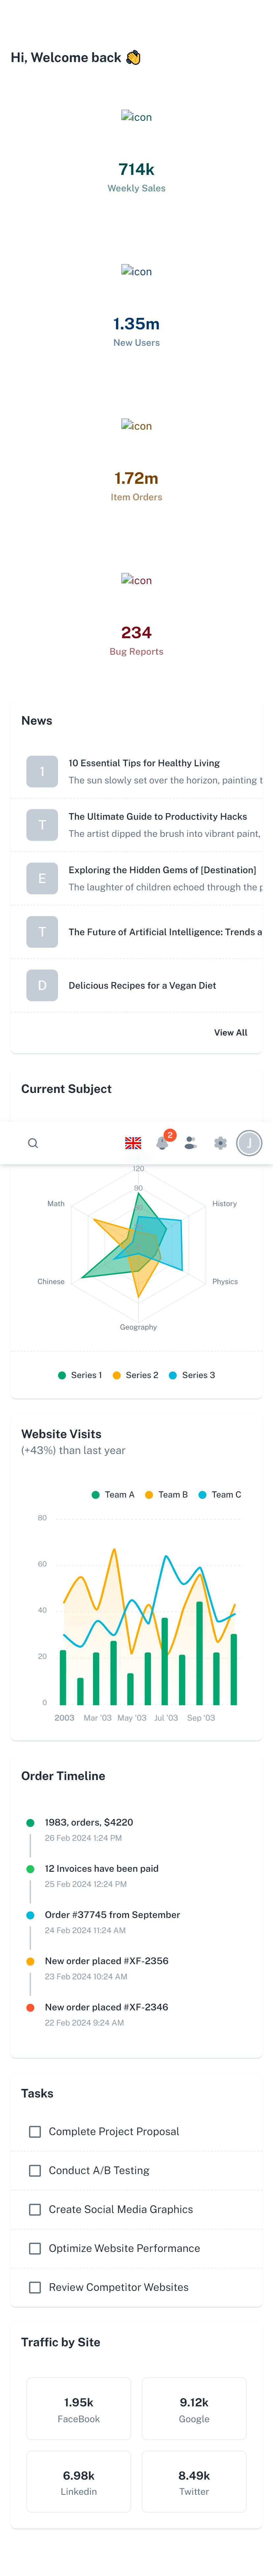 Hi, Welcome back 👋
icon
714k
Weekly Sales
icon
1.35m
New Users
icon
1.72m
Item Orders
icon
234
Bug Reports
News
1
10 Essential Tips for Healthy Living
The sun slowly set over the horizon, painting t
T
The Ultimate Guide to Productivity Hacks
The artist dipped the brush into vibrant paint,
E
Exploring the Hidden Gems of [Destination]
The laughter of children echoed through the p
T
The Future of Artificial Intelligence: Trends a
D
Delicious Recipes for a Vegan Diet
View All
Current Subject
2
J
120
90
Math
History
Chinese
Physics
Geography
Series 1 Series 2 Series 3
Website Visits
(+43%) than last year
Team A Team B Team C
80
60
40
20
0
2003 Mar '03 May '03 Jul '03 Sep '03
Order Timeline
1983, orders, $4220
26 Feb 2024 1:24 PM
12 Invoices have been paid
25 Feb 2024 12:24 PM
Order #37745 from September
24 Feb 2024 11:24 AM
New order placed #XF-2356
23 Feb 2024 10:24 AM
New order placed #XF-2346
22 Feb 2024 9:24 AM
Tasks
Complete Project Proposal
Conduct A/B Testing
Create Social Media Graphics
Optimize Website Performance
Review Competitor Websites
Traffic by Site
1.95k
FaceBook
9.12k
Google
6.98k
Linkedin
8.49k
Twitter